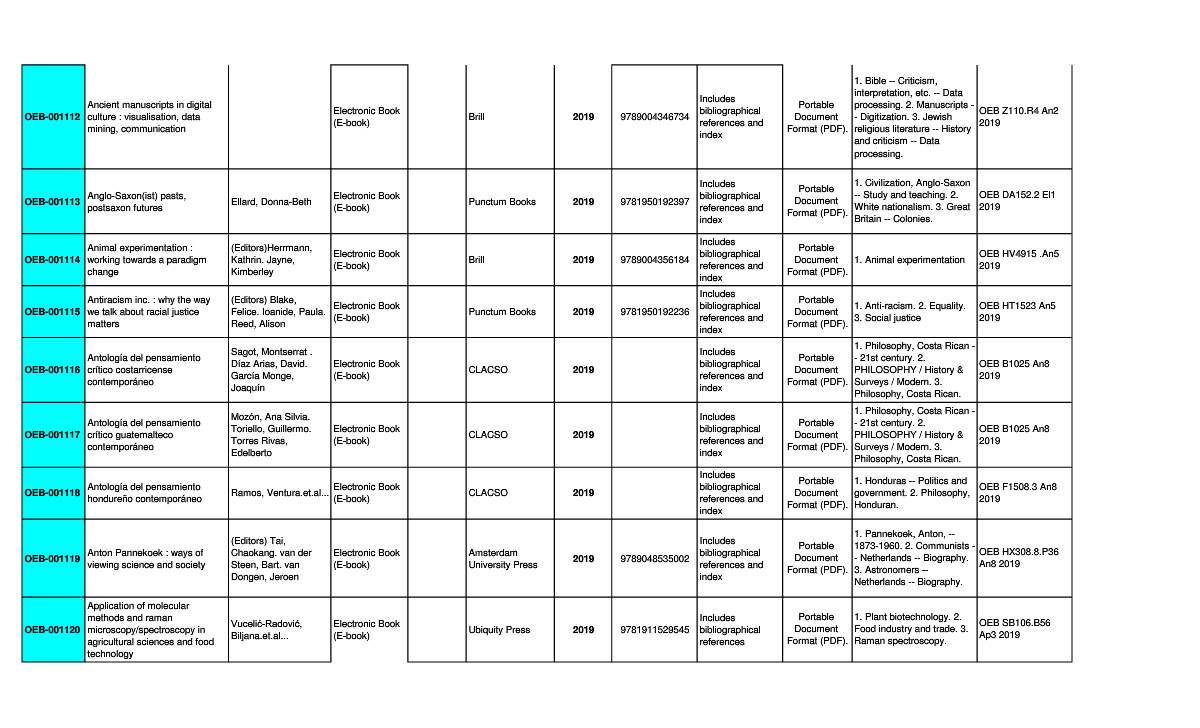 OEB-001112
Ancient manuscripts in digital
culture : visualisation, data
mining, communication
Electronic Book
(E-book)
Brill
2019
9789004346734
Includes
bibliographical
references and
index
Portable
Document
Format (PDF).
1. Bible -- Criticism,
interpretation, etc. -- Data
processing. 2. Manuscripts -
- Digitization. 3. Jewish
religious literature -- History
and criticism -- Data
processing.
OEB Z110.R4 An2
2019
OEB-001113
Anglo-Saxon(ist) pasts,
postsaxon futures
Ellard, Donna-Beth
Electronic Book
(E-book)
Punctum Books
2019
9781950192397
Includes
bibliographical
references and
index
Portable
Document
Format (PDF).
1. Civilization, Anglo-Saxon
-- Study and teaching. 2.
White nationalism. 3. Great
Britain -- Colonies.
OEB DA152.2 El1
2019
OEB-001114
Animal experimentation :
working towards a paradigm
change
(Editors)Herrmann,
Kathrin. Jayne,
Kimberley
Electronic Book
(E-book)
Brill
2019
9789004356184
Includes
bibliographical
references and
index
Portable
Document
Format (PDF).
1. Animal experimentation
OEB HV4915 .An5
2019
OEB-001115
Antiracism inc. : why the way
we talk about racial justice
matters
(Editors) Blake,
Felice. Ioanide, Paula.
Reed, Alison
Electronic Book
(E-book)
Punctum Books
2019
9781950192236
Includes
bibliographical
references and
index
Portable
Document
Format (PDF).
1. Anti-racism. 2. Equality.
3. Social justice
OEB HT1523 An5
2019
OEB-001116
Antología del pensamiento
crítico costarricense
contemporáneo
Sagot, Montserrat .
Díaz Arias, David.
García Monge,
Joaquín
Electronic Book
(E-book)
CLACSO
2019
Includes
bibliographical
references and
index
Portable
Document
Format (PDF).
1. Philosophy, Costa Rican -
- 21st century. 2.
PHILOSOPHY / History &
Surveys / Modern. 3.
Philosophy, Costa Rican.
OEB B1025 An8
2019
OEB-001117
Antología del pensamiento
crítico guatemalteco
contemporáneo
Mozón, Ana Silvia.
Toriello, Guillermo.
Torres Rivas,
Edelberto
Electronic Book
(E-book)
CLACSO
2019
Includes
bibliographical
references and
index
Portable
Document
Format (PDF).
1. Philosophy, Costa Rican -
- 21st century. 2.
PHILOSOPHY / History &
Surveys / Modern. 3.
Philosophy, Costa Rican.
OEB B1025 An8
2019
OEB-001118
Antología del pensamiento
hondureño contemporáneo
Ramos, Ventura.et.al...
Electronic Book
(E-book)
CLACSO
2019
Includes
bibliographical
references and
index
Portable
Document
Format (PDF).
1. Honduras -- Politics and
government. 2. Philosophy,
Honduran.
OEB F1508.3 An8
2019
OEB-001119
Anton Pannekoek : ways of
viewing science and society
(Editors) Tai,
Chaokang. van der
Steen, Bart. van
Dongen, Jeroen
Electronic Book
(E-book)
Amsterdam
University Press
2019
9789048535002
Includes
bibliographical
references and
index
Portable
Document
Format (PDF).
1. Pannekoek, Anton, --
1873-1960. 2. Communists -
- Netherlands -- Biography.
3. Astronomers --
Netherlands -- Biography.
OEB HX308.8.P36
An8 2019
OEB-001120
Application of molecular
methods and raman
microscopy/spectroscopy in
agricultural sciences and food
technology
Vucelić-Radović,
Biljana.et.al...
Electronic Book
(E-book)
Ubiquity Press
2019
9781911529545
Includes
bibliographical
references
Portable
Document
Format (PDF).
1. Plant biotechnology. 2.
Food industry and trade. 3.
Raman spectroscopy.
OEB SB106.B56
Ap3 2019